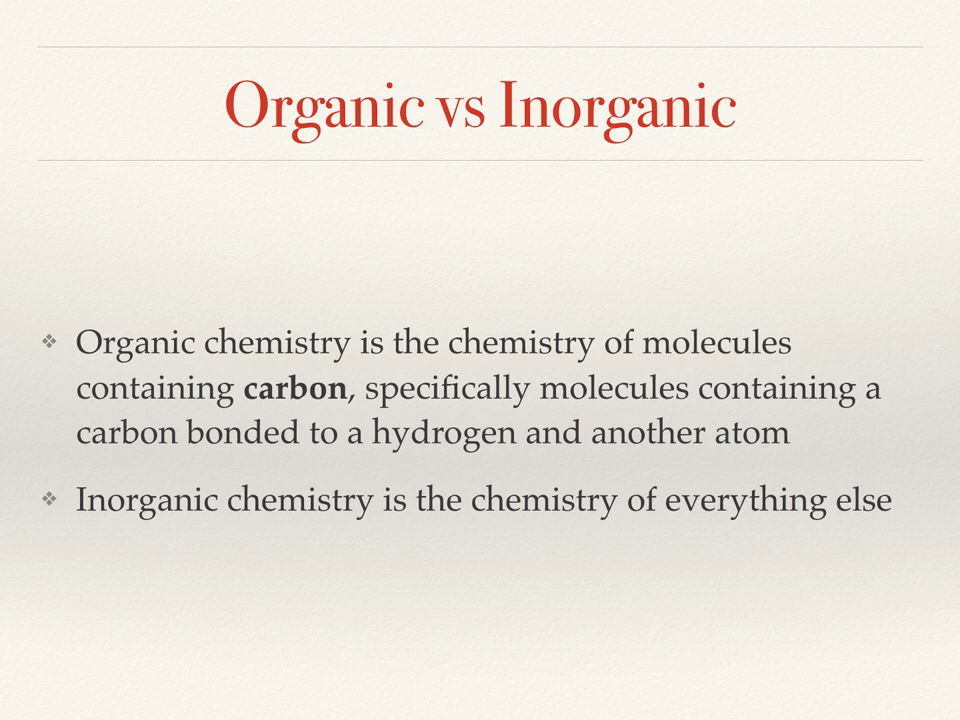 Organic vs Inorganic
❖ Organic chemistry is the chemistry of molecules
containing carbon, specifically molecules containing a
carbon bonded to a hydrogen and another atom
❖ Inorganic chemistry is the chemistry of everything else